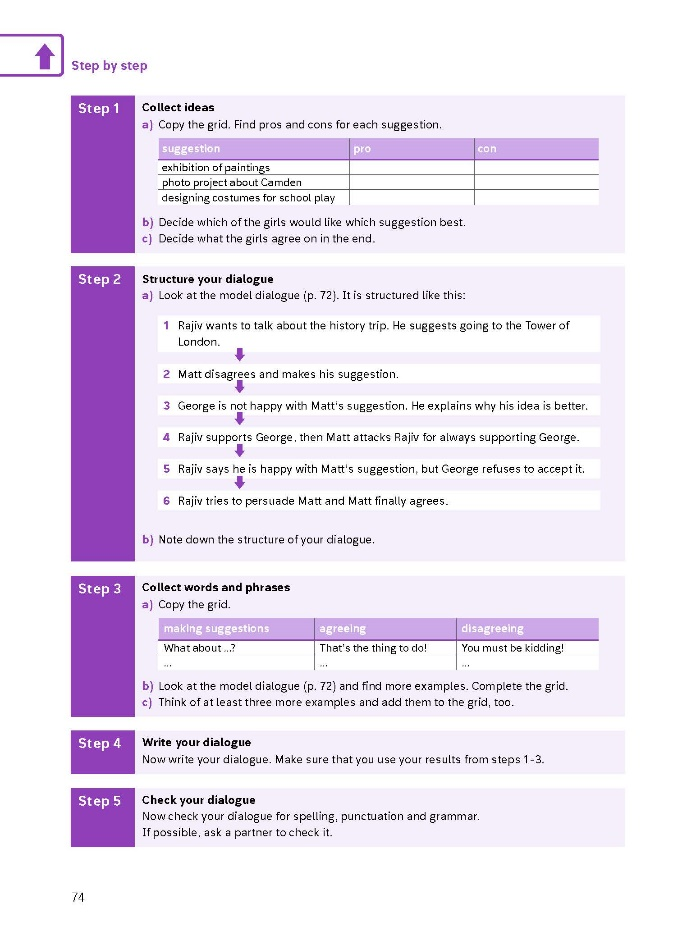 Step by step
Step 1
Collect ideas
a) Copy the grid. Find pros and cons for each suggestion.
suggestion pro con
exhibition of paintings
photo project about Camden
designing costumes for school play
b) Decide which of the girls would like which suggestion best.
c) Decide what the girls agree on in the end.
Step 2
Structure your dialogue
a) Look at the model dialogue (p. 72). It is structured like this:
1 Rajiv wants to talk about the history trip. He suggests going to the Tower of
London.
2 Matt disagrees and makes his suggestion.
3 George is not happy with Matt's suggestion. He explains why his idea is better.
4 Rajiv supports George, then Matt attacks Rajiv for always supporting George.
5 Rajiv says he is happy with Matt's suggestion, but George refuses to accept it.
6 Rajiv tries to persuade Matt and Matt finally agrees.
b) Note down the structure of your dialogue.
Step 3
Collect words and phrases
a) Copy the grid.
making suggestions agreeing disagreeing
What about ...? That's the thing to do! You must be kidding!
... ... ...
b) Look at the model dialogue (p. 72) and find more examples. Complete the grid.
c) Think of at least three more examples and add them to the grid, too.
Step 4
Write your dialogue
Now write your dialogue. Make sure that you use your results from steps 1-3.
Step 5
Check your dialogue
Now check your dialogue for spelling, punctuation and grammar.
If possible, ask a partner to check it.
74